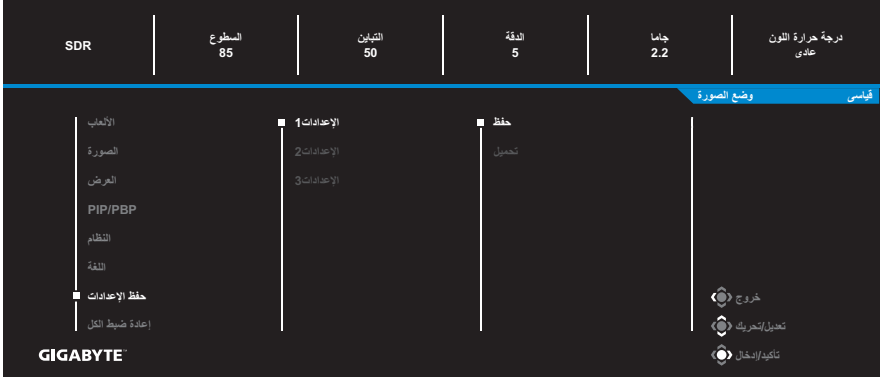 SDR
السطوع
85
التباين
50
الدقة
5
جاما
2.2
درجة حرارة اللون
عادى
قياسى
وضع الصورة
الألعاب
الصورة
العرض
PIP/PBP
النظام
اللغة
حفظ الإعدادات
إعادة ضبط الكل
الإعدادات1
الإعدادات2
الإعدادات3
حفظ
تحميل
خروج
تعديل/تحريك
تأكيد/إدخال
GIGABYTE™